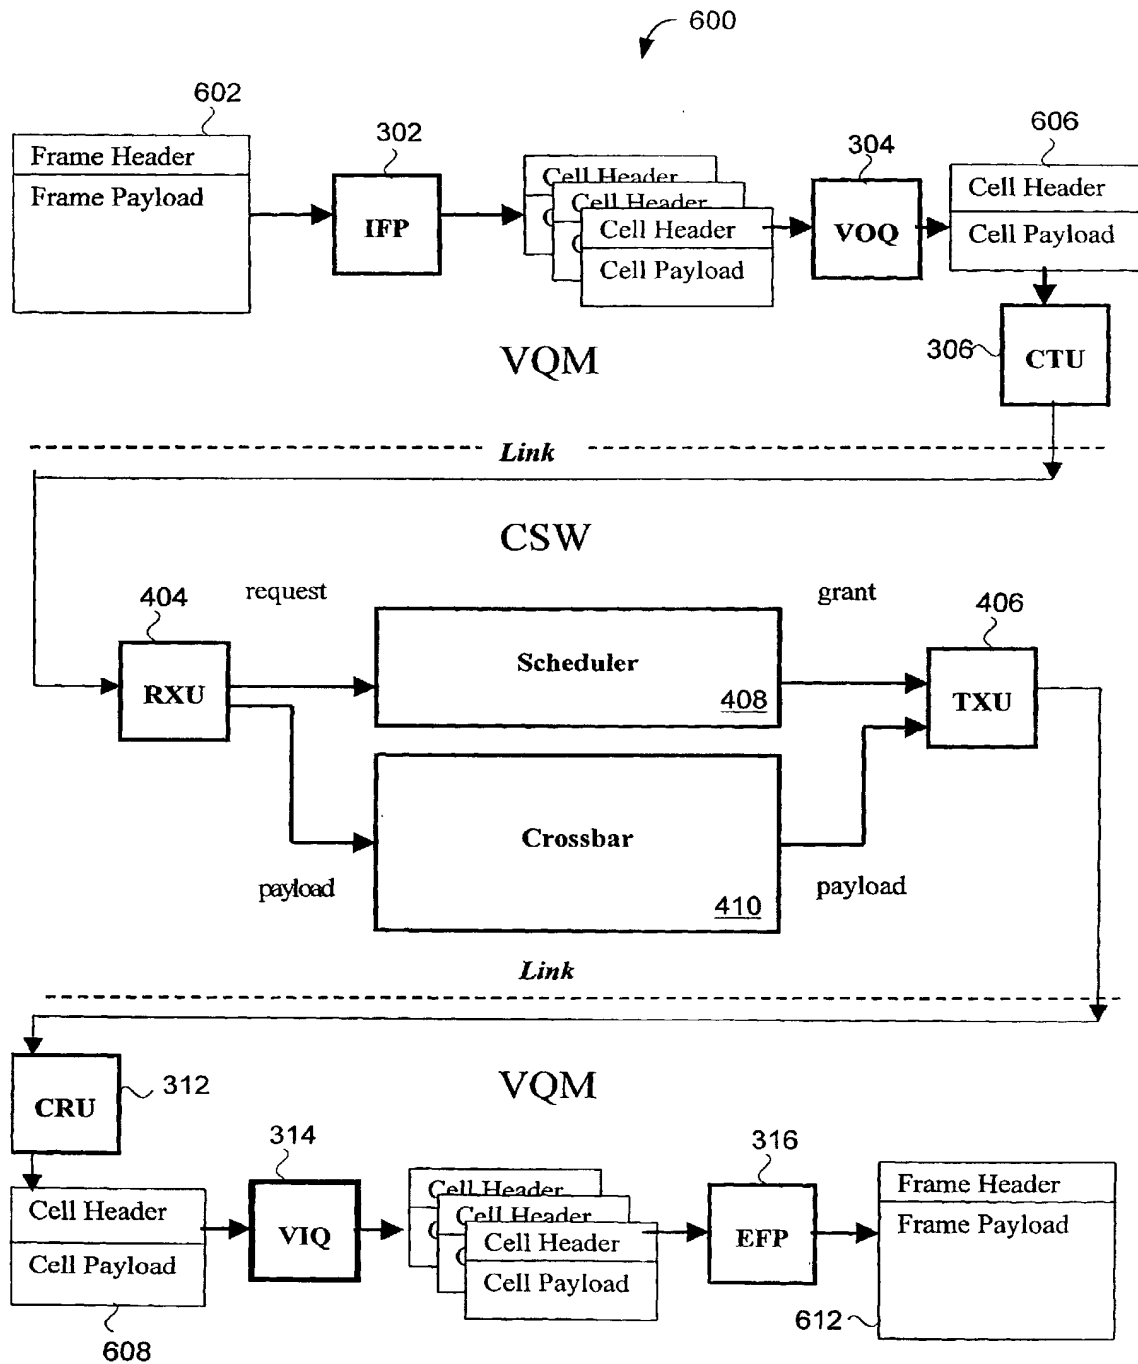 600
602
Frame Header
Frame Payload
302
IFP
Cell Header
C
Cell Header
C
Cell Header
Cell Payload
304
VOQ
606
Cell Header
Cell Payload
306
CTU
VQM
Link
CSW
request
grant
404
RXU
Scheduler
408
406
TXU
Crossbar
410
payload
payload
Link
VQM
CRU
312
Cell Header
Cell Payload
608
314
VIQ
Cell Header
C
Cell Header
C
Cell Header
Cell Payload
316
EFP
Frame Header
Frame Payload
612